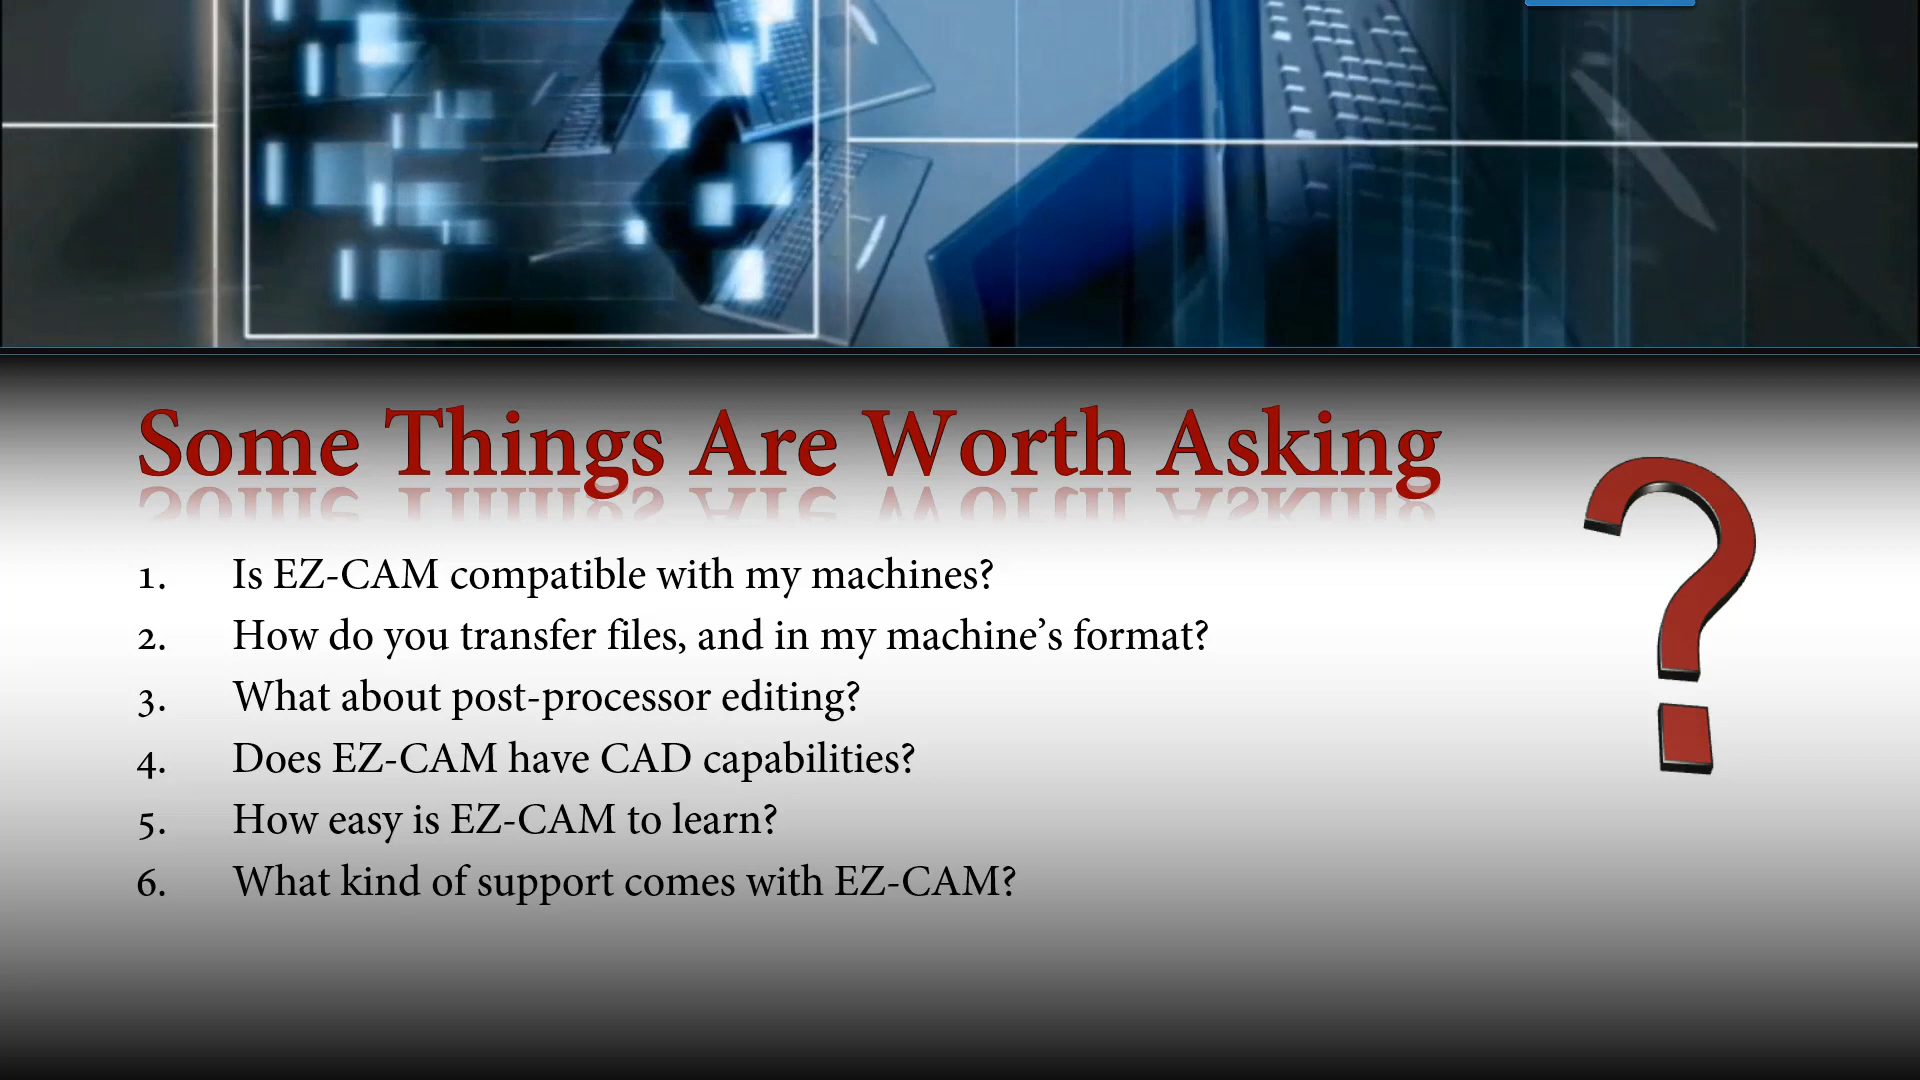 Some Things Are Worth Asking
1. Is EZ-CAM compatible with my machines?
2. How do you transfer files, and in my machine’s format?
3. What about post-processor editing?
4. Does EZ-CAM have CAD capabilities?
5. How easy is EZ-CAM to learn?
6. What kind of support comes with EZ-CAM?
?